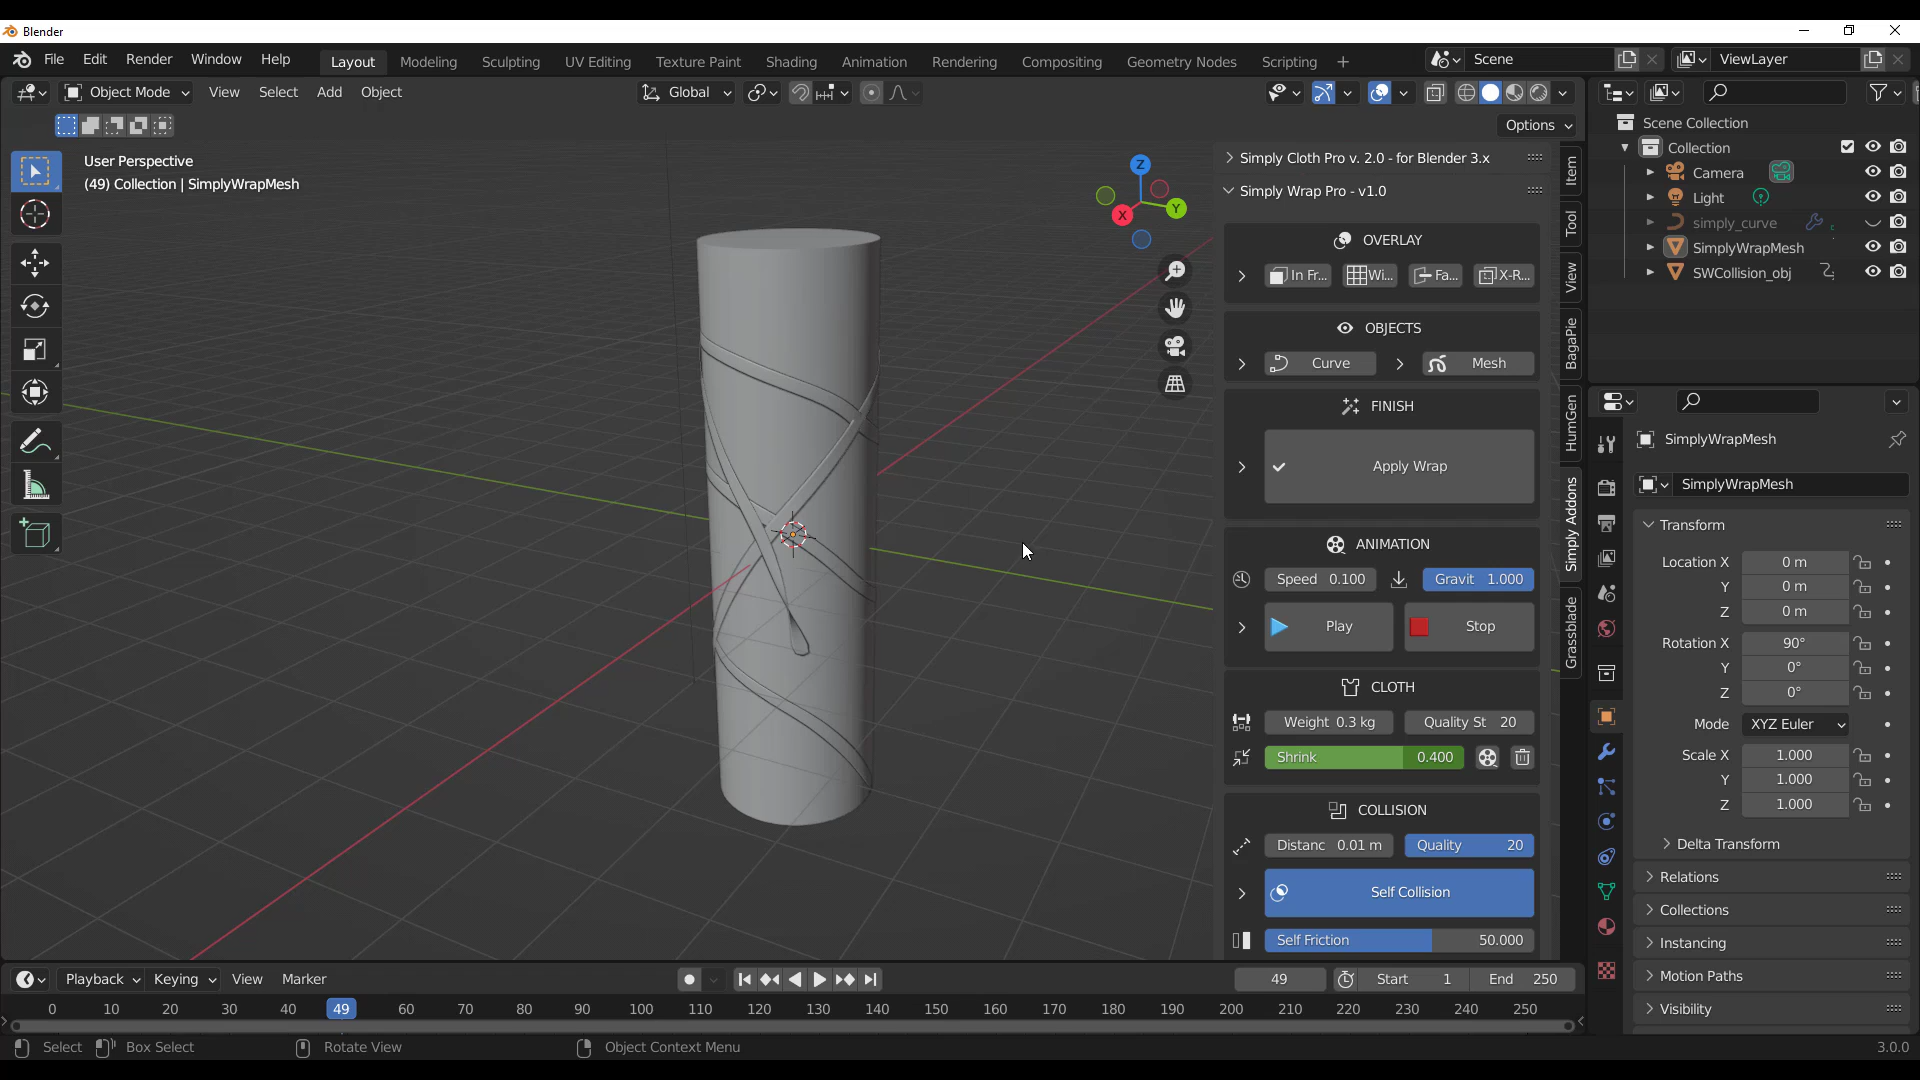 Blender
File Edit Render Window Help Layout Modeling Sculpting UV Editing Texture Paint Shading Animation Rendering Compositing Geometry Nodes Scripting + Scene ViewLayer
Object Mode View Select Add Object Global
Options
User Perspective
(49) Collection | SimplyWrapMesh
Z
Y
X
Simply Cloth Pro v. 2.0 - for Blender 3.x
Simply Wrap Pro - v1.0
OVERLAY
In Fr... Wi... Fa... X-R...
OBJECTS
Curve Mesh
FINISH
Apply Wrap
ANIMATION
Speed 0.100 Gravit 1.000
Play Stop
CLOTH
Weight 0.3 kg Quality St 20
Shrink 0.400
COLLISION
Distanc 0.01 m Quality 20
Self Collision
Self Friction 50.000
Item
Tool
View
BagaPie
HumGen
Simply Addons
Grassblade
Scene Collection
Collection
Camera
Light
simply_curve
SimplyWrapMesh
SWCollision_obj
SimplyWrapMesh
SimplyWrapMesh
Transform
Location X 0 m
Y 0 m
Z 0 m
Rotation X 90°
Y 0°
Z 0°
Mode XYZ Euler
Scale X 1.000
Y 1.000
Z 1.000
Delta Transform
Relations
Collections
Instancing
Motion Paths
Visibility
Playback Keying View Marker 49 Start 1 End 250
0 10 20 30 40 49 60 70 80 90 100 110 120 130 140 150 160 170 180 190 200 210 220 230 240 250
Select Box Select Rotate View Object Context Menu 3.0.0